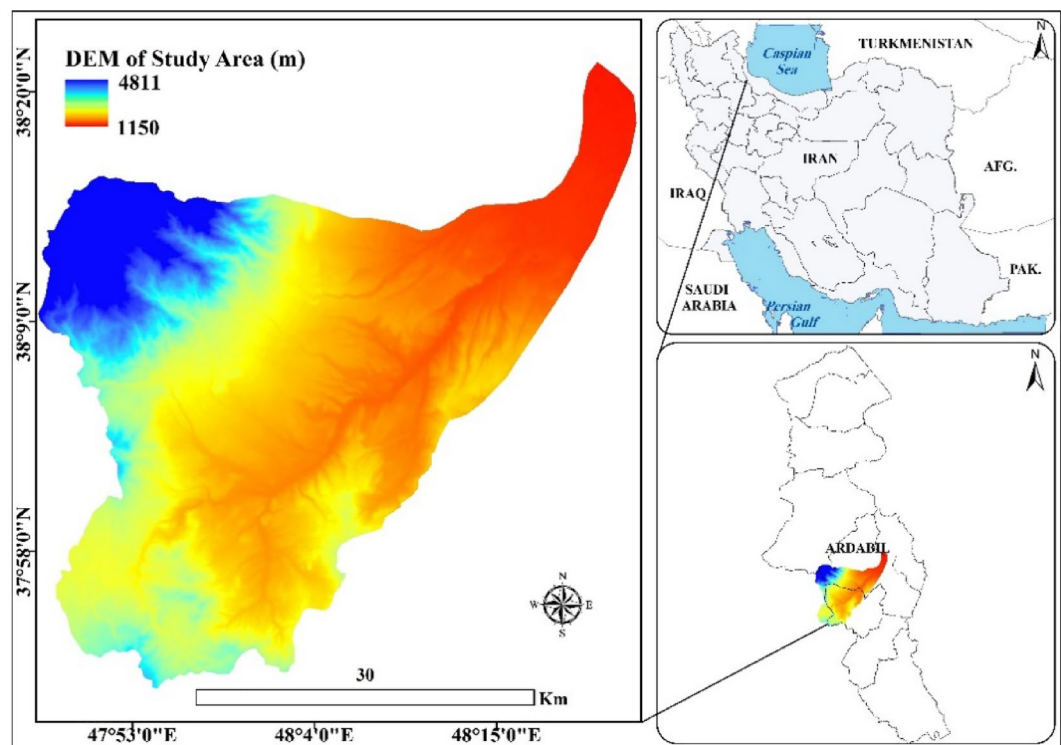 DEM of Study Area (m)
4811
1150
38°20'0"N
38°9'0"N
37°58'0"N
47°53'0"E
48°4'0"E
48°15'0"E
N
W
E
S
30
Km
N
Caspian
Sea
TURKMENISTAN
IRAN
AFG.
IRAQ
PAK.
SAUDI
ARABIA
Persian
Gulf
N
ARDABIL